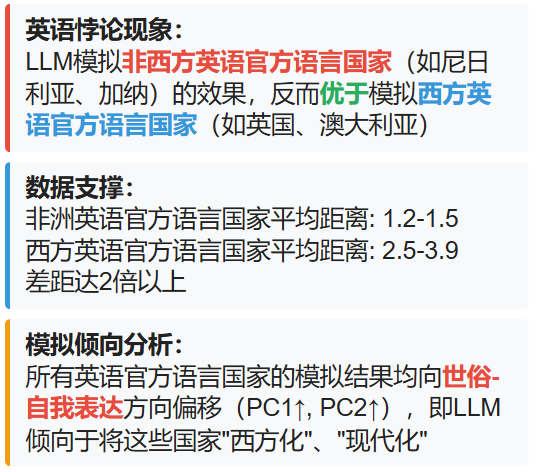 英语悖论现象：
LLM模拟非西方英语官方语言国家（如尼日
利亚、加纳）的效果，反而优于模拟西方英
语官方语言国家（如英国、澳大利亚）
数据支撑：
非洲英语官方语言国家平均距离: 1.2-1.5
西方英语官方语言国家平均距离: 2.5-3.9
差距达2倍以上
模拟倾向分析：
所有英语官方语言国家的模拟结果均向世俗-
自我表达方向偏移（PC1↑, PC2↑），即LLM
倾向于将这些国家"西方化"、"现代化"